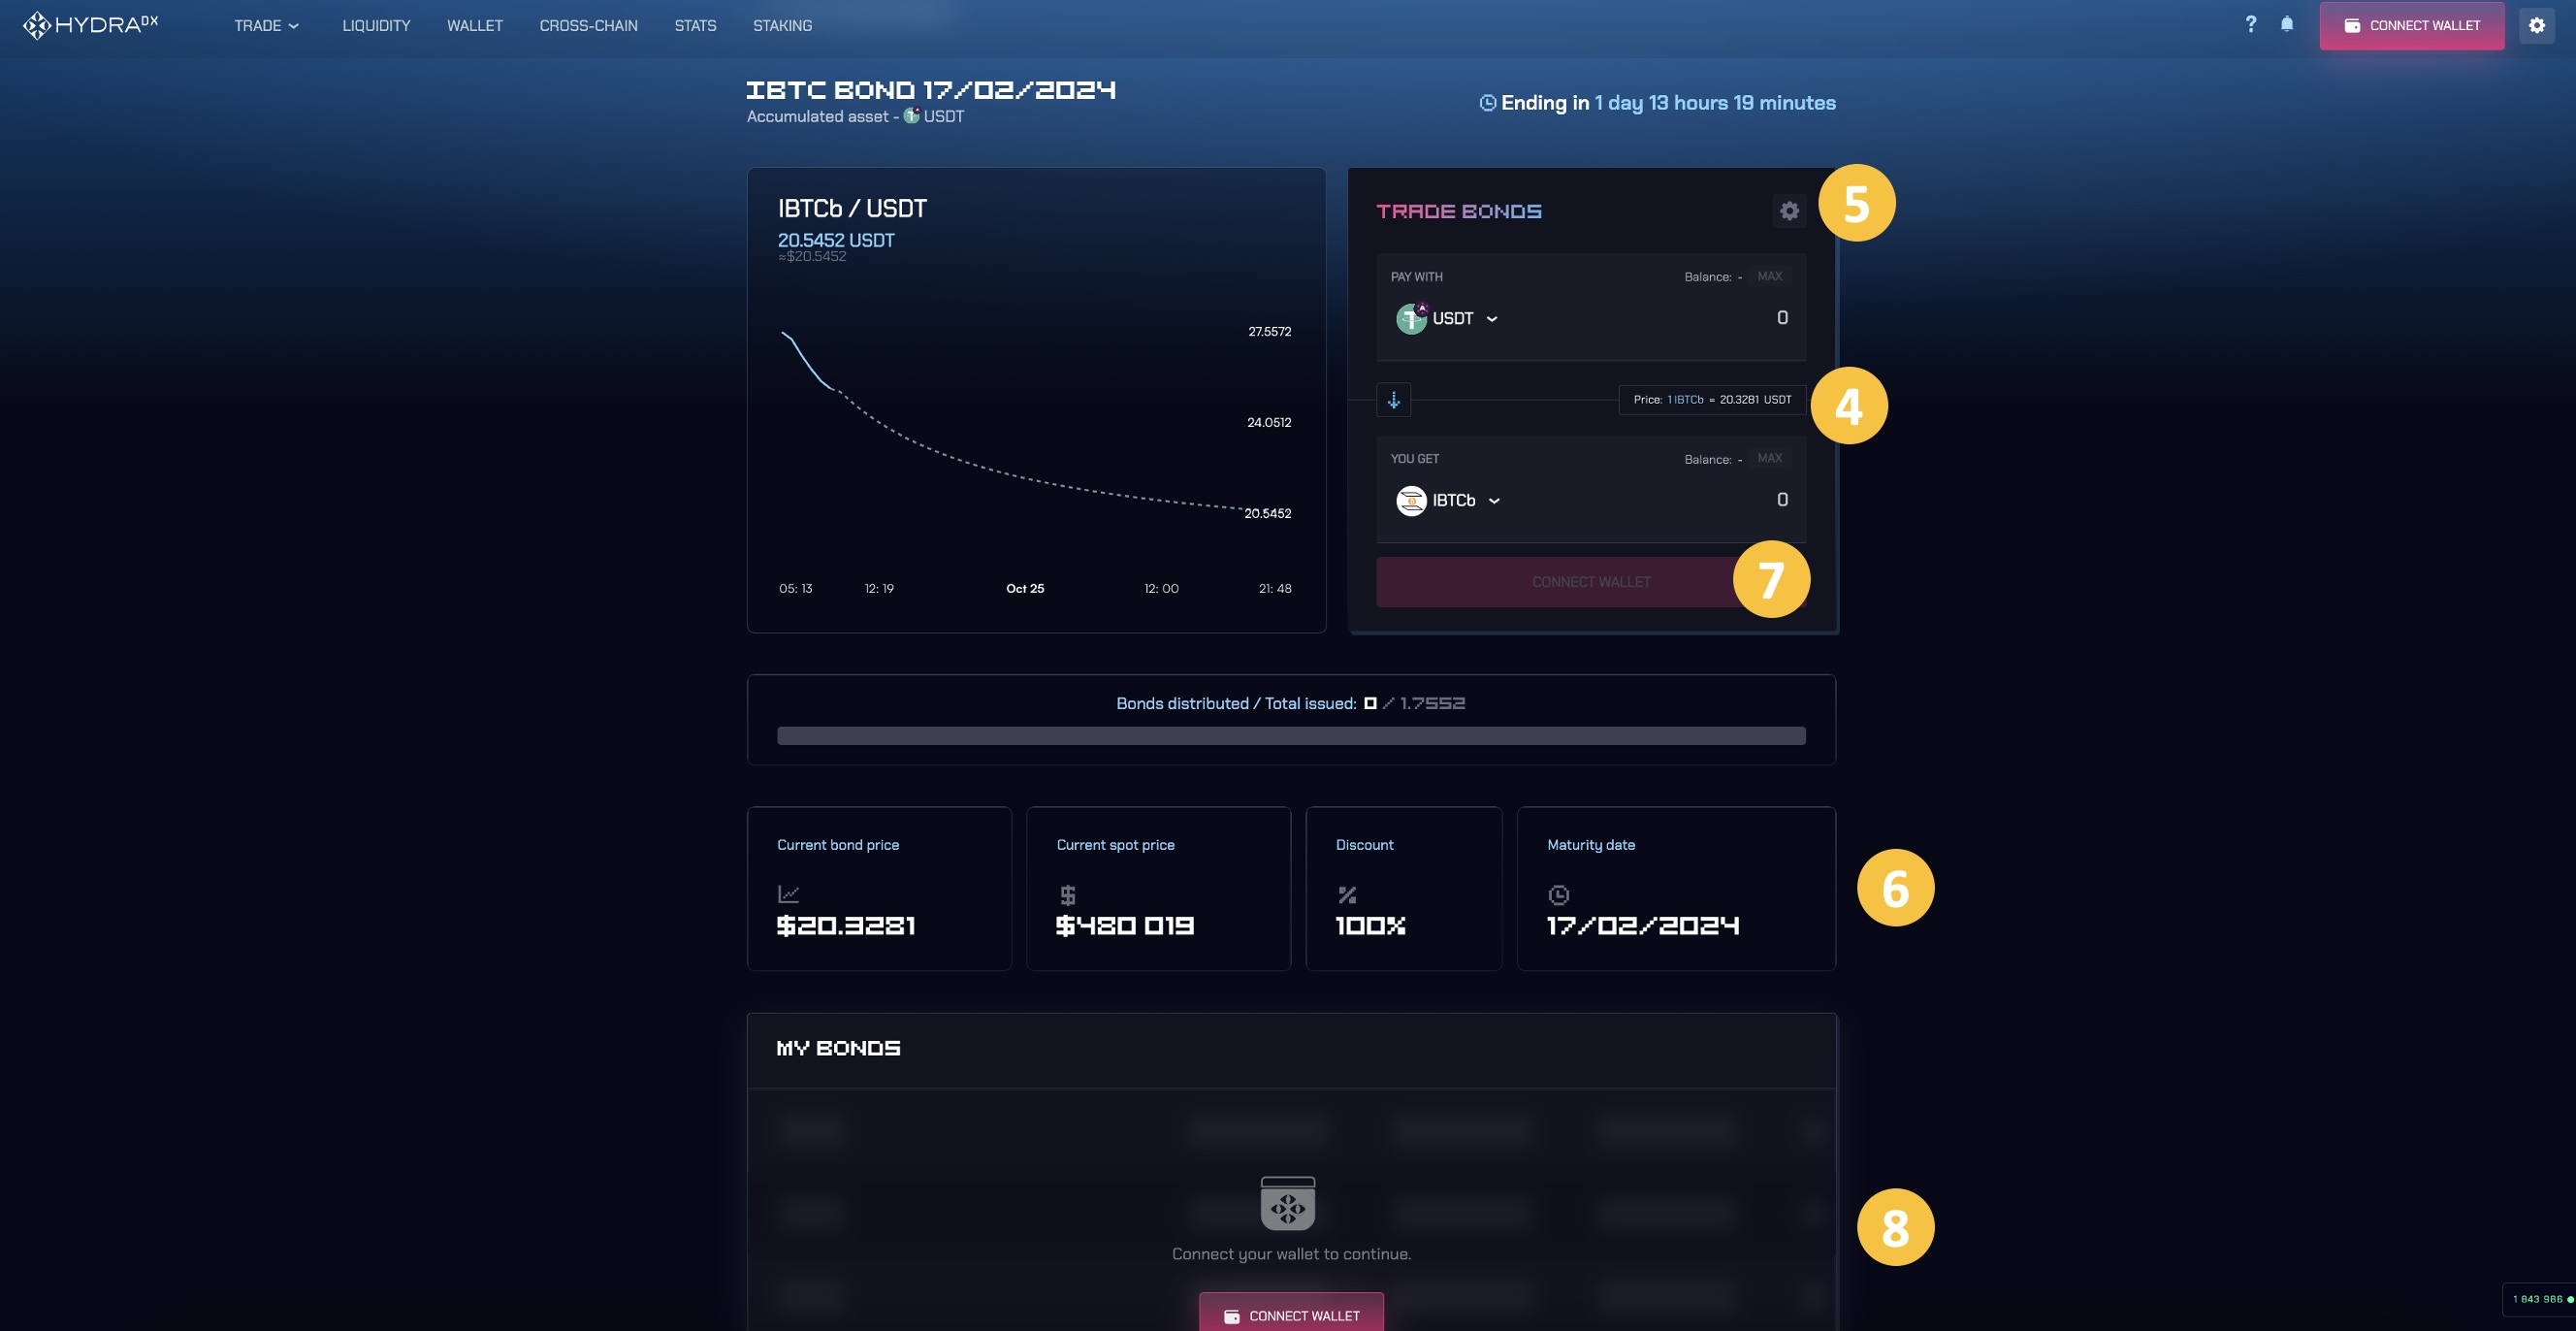 HYDRADX TRADE LIQUIDITY WALLET CROSS-CHAIN STATS STAKING ? CONNECT WALLET
IBTC BOND 17/02/2024
Accumulated asset - USDT
Ending in 1 day 13 hours 19 minutes
IBTCb / USDT
20.5452 USDT
≈$20.5452
27.5572
24.0512
20.5452
05: 13 12: 19 Oct 25 12: 00 21: 48
TRADE BONDS
5
PAY WITH Balance: - MAX
USDT 0
Price: 1 IBTCb = 20.3281 USDT
4
YOU GET Balance: - MAX
IBTCb 0
CONNECT WALLET
7
Bonds distributed / Total issued: 0 / 1.7552
Current bond price
$20.3281
Current spot price
$480 019
Discount
100%
Maturity date
17/02/2024
6
MY BONDS
8
Connect your wallet to continue.
CONNECT WALLET
1 843 966